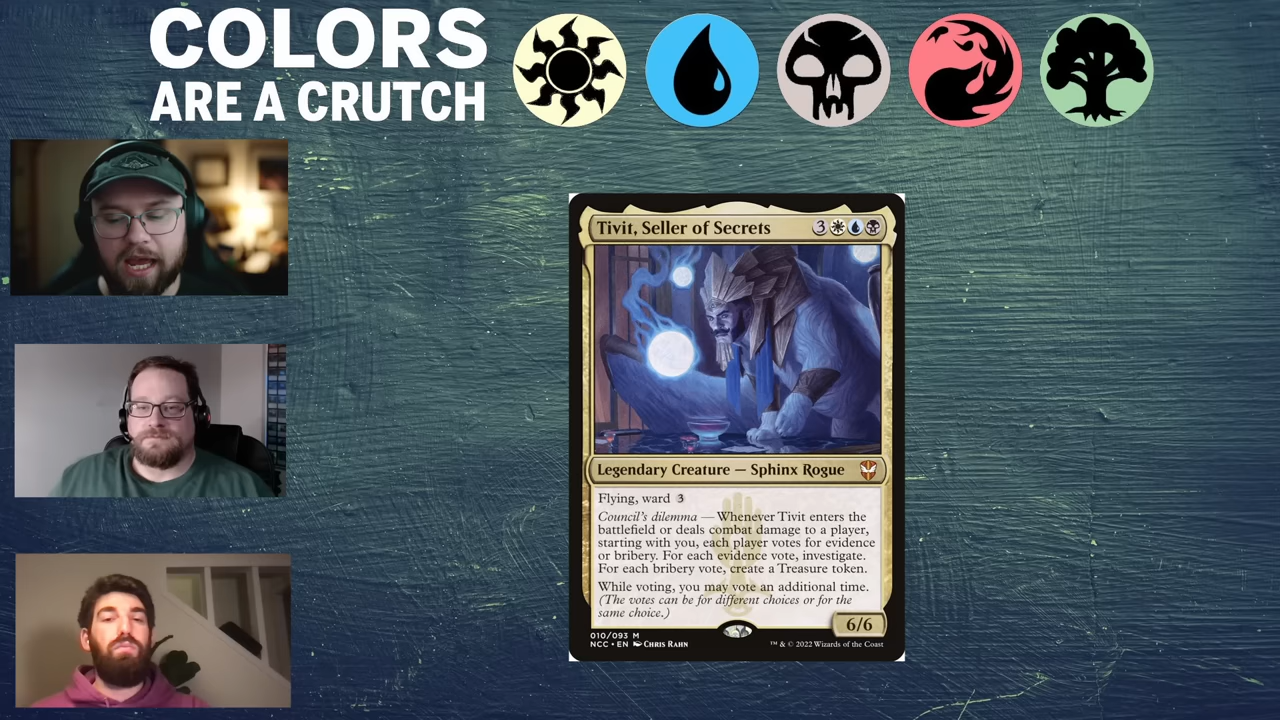 COLORS
ARE A CRUTCH
Tivit, Seller of Secrets 3
Legendary Creature — Sphinx Rogue
Flying, ward 3
Council's dilemma — Whenever Tivit enters the
battlefield or deals combat damage to a player,
starting with you, each player votes for evidence
or bribery. For each evidence vote, investigate.
For each bribery vote, create a Treasure token.
While voting, you may vote an additional time.
(The votes can be for different choices or for the
same choice.)
6/6
010/093 M
NCC • EN Chris Rahn
™ & © 2022 Wizards of the Coast